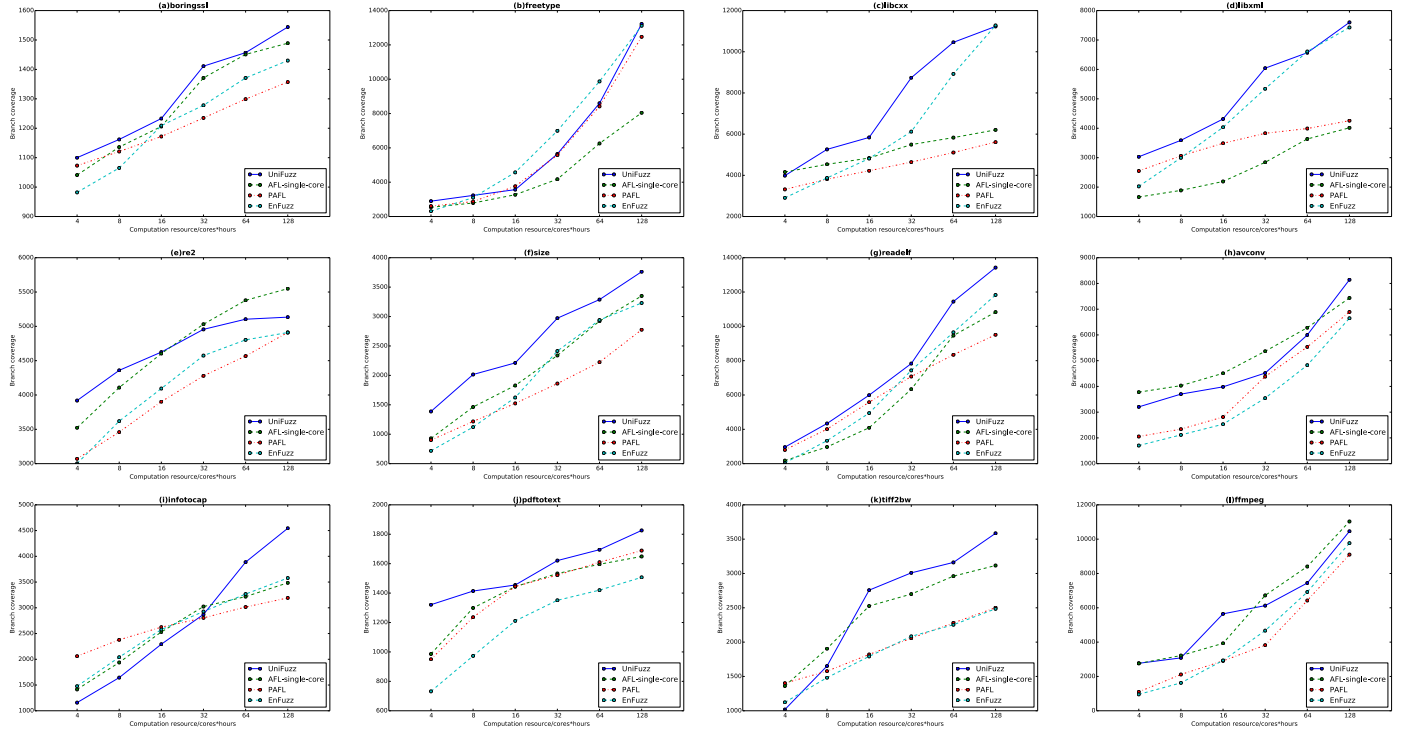 (a)boringssl
Branch coverage
1600
1500
1400
1300
1200
1100
1000
900
4 8 16 32 64 128
Computation resource/cores*hours
UniFuzz
AFL-single-core
PAFL
EnFuzz
(b)freetype
Branch coverage
14000
12000
10000
8000
6000
4000
2000
4 8 16 32 64 128
Computation resource/cores*hours
UniFuzz
AFL-single-core
PAFL
EnFuzz
(c)libcxx
Branch coverage
12000
10000
8000
6000
4000
2000
4 8 16 32 64 128
Computation resource/cores*hours
UniFuzz
AFL-single-core
PAFL
EnFuzz
(d)libxml
Branch coverage
8000
7000
6000
5000
4000
3000
2000
1000
4 8 16 32 64 128
Computation resource/cores*hours
UniFuzz
AFL-single-core
PAFL
EnFuzz
(e)re2
Branch coverage
6000
5500
5000
4500
4000
3500
3000
4 8 16 32 64 128
Computation resource/cores*hours
UniFuzz
AFL-single-core
PAFL
EnFuzz
(f)size
Branch coverage
4000
3500
3000
2500
2000
1500
1000
500
4 8 16 32 64 128
Computation resource/cores*hours
UniFuzz
AFL-single-core
PAFL
EnFuzz
(g)readelf
Branch coverage
14000
12000
10000
8000
6000
4000
2000
4 8 16 32 64 128
Computation resource/cores*hours
UniFuzz
AFL-single-core
PAFL
EnFuzz
(h)avconv
Branch coverage
9000
8000
7000
6000
5000
4000
3000
2000
1000
4 8 16 32 64 128
Computation resource/cores*hours
UniFuzz
AFL-single-core
PAFL
EnFuzz
(i)infotocap
Branch coverage
5000
4500
4000
3500
3000
2500
2000
1500
1000
4 8 16 32 64 128
Computation resource/cores*hours
UniFuzz
AFL-single-core
PAFL
EnFuzz
(j)pdftotext
Branch coverage
2000
1800
1600
1400
1200
1000
800
600
4 8 16 32 64 128
Computation resource/cores*hours
UniFuzz
AFL-single-core
PAFL
EnFuzz
(k)tiff2bw
Branch coverage
4000
3500
3000
2500
2000
1500
1000
4 8 16 32 64 128
Computation resource/cores*hours
UniFuzz
AFL-single-core
PAFL
EnFuzz
(l)ffmpeg
Branch coverage
12000
10000
8000
6000
4000
2000
0
4 8 16 32 64 128
Computation resource/cores*hours
UniFuzz
AFL-single-core
PAFL
EnFuzz